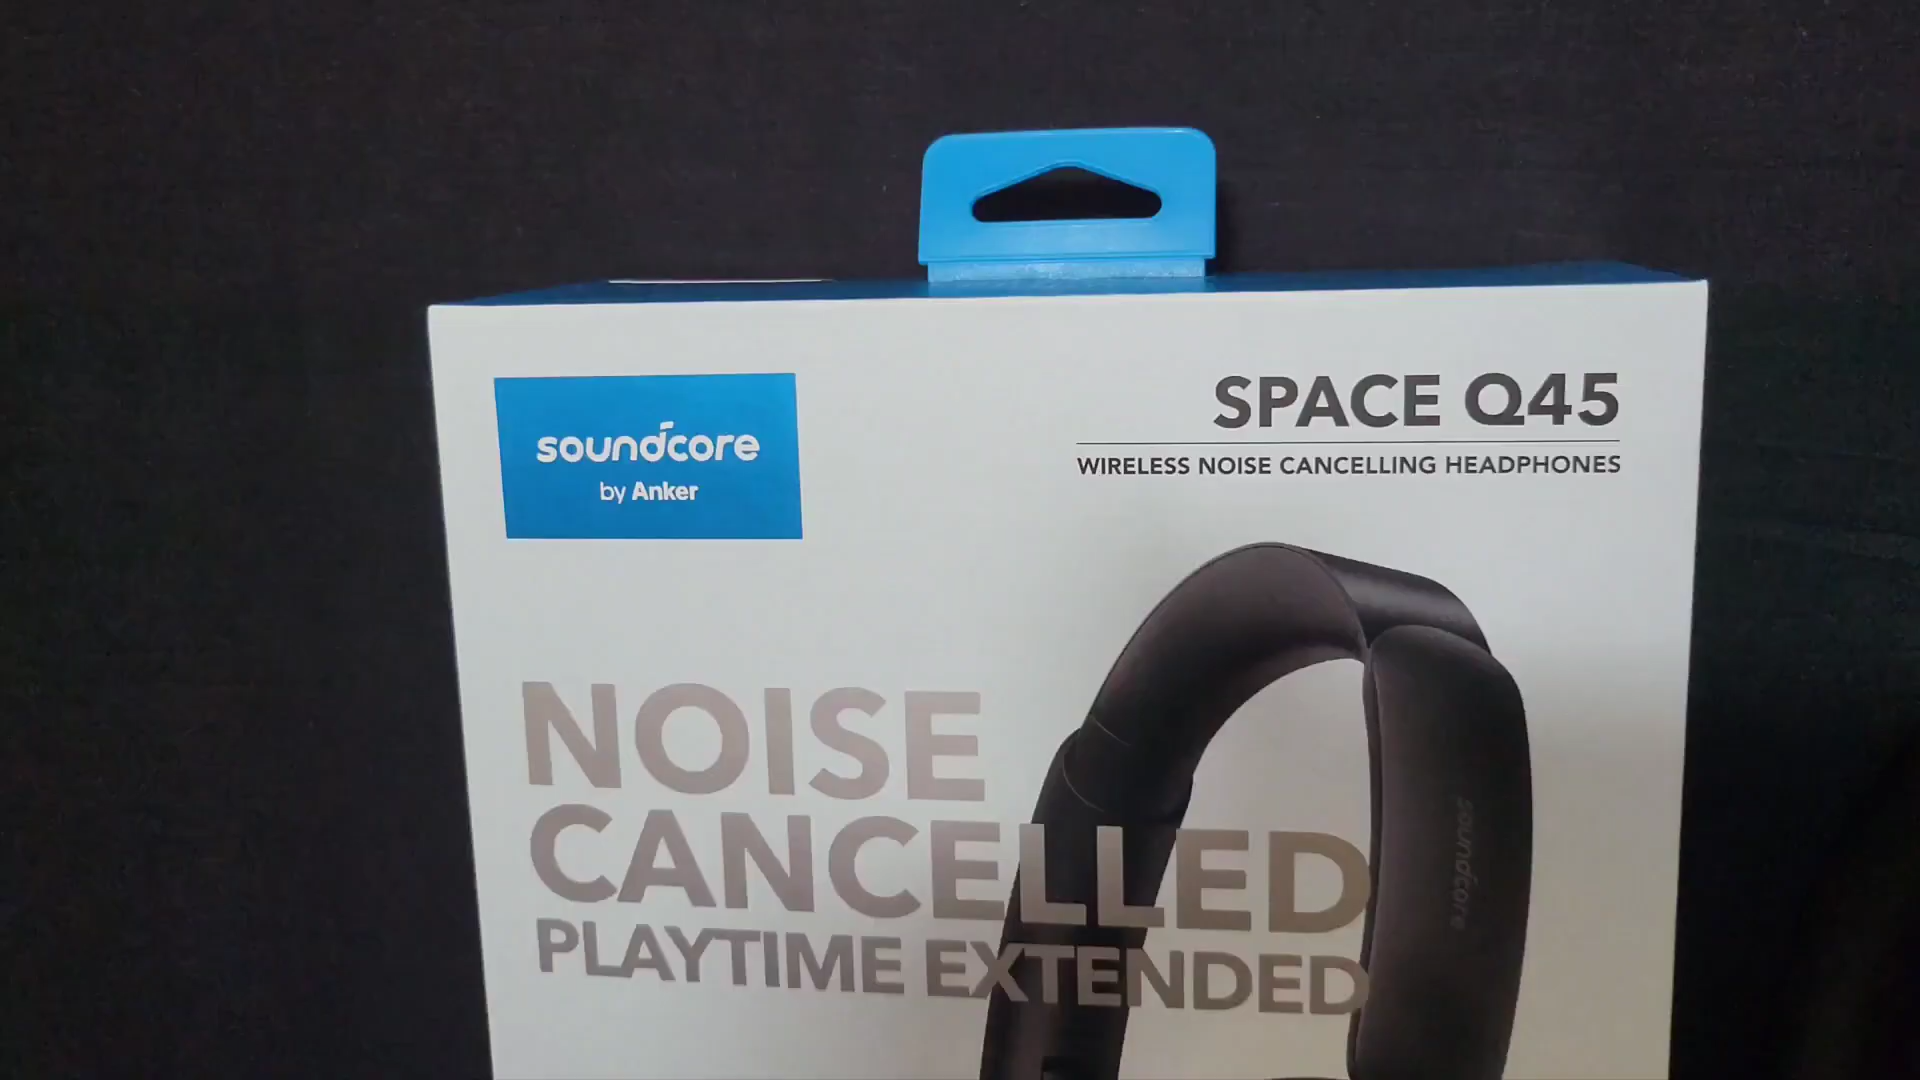 soundcore
by Anker
SPACE Q45
WIRELESS NOISE CANCELLING HEADPHONES
NOISE
CANCELLED
PLAYTIME EXTENDED
soundcore